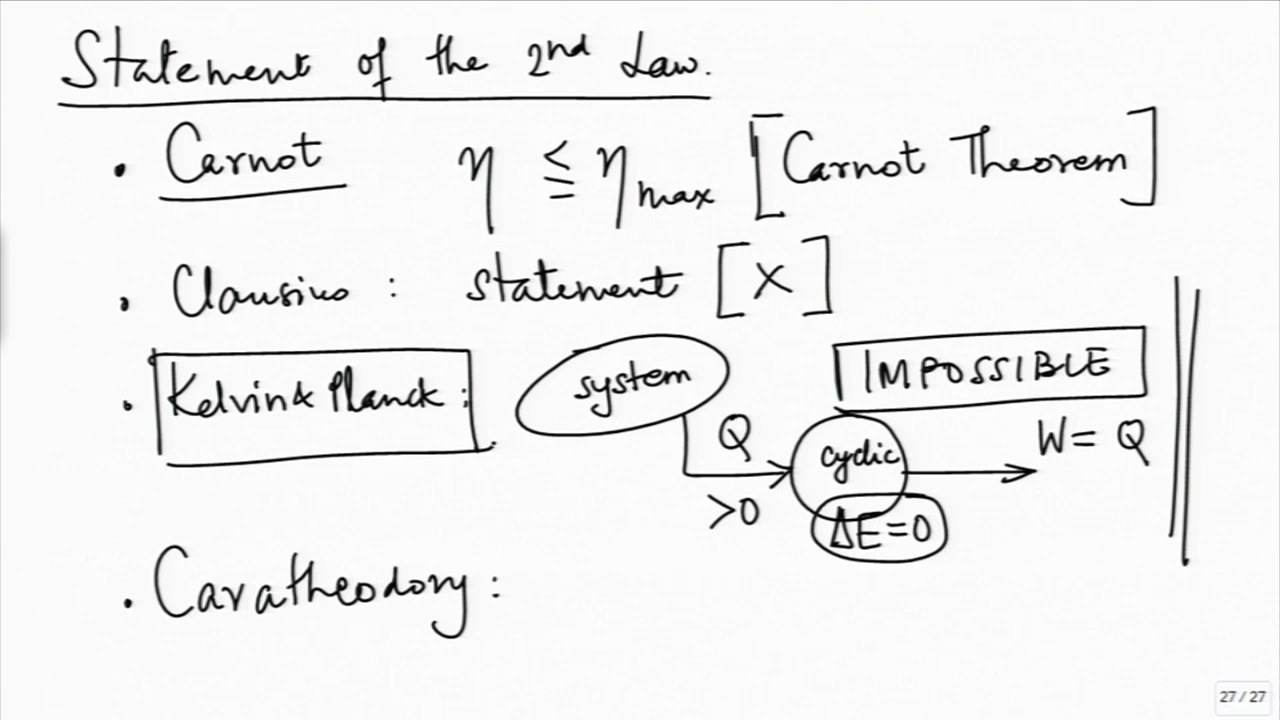 Statement of the 2nd Law.
• Carnot η ≤ η max [Carnot Theorem]
• Clausius : statement [X]
• Kelvin & Planck : system IMPOSSIBLE
Q cyclic W = Q
>0 ΔE=0
• Caratheodory :
27 / 27